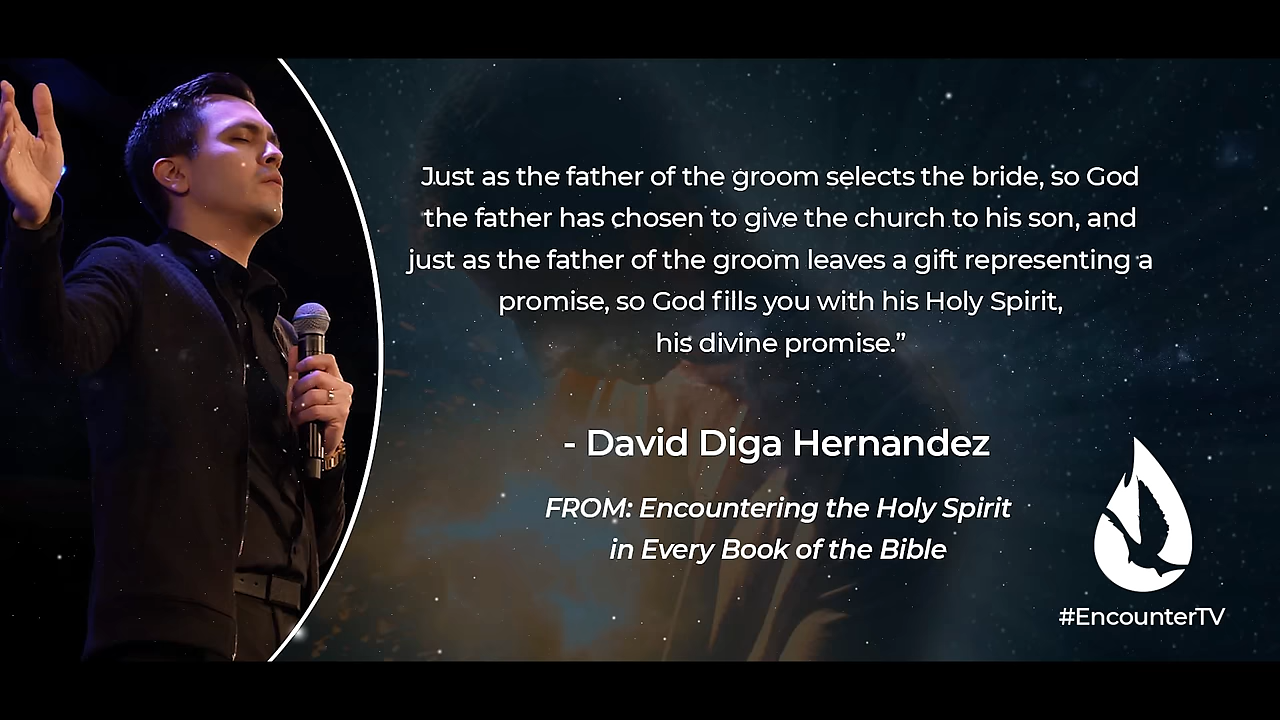 Just as the father of the groom selects the bride, so God
the father has chosen to give the church to his son, and
just as the father of the groom leaves a gift representing a
promise, so God fills you with his Holy Spirit,
his divine promise.”
- David Diga Hernandez
FROM: Encountering the Holy Spirit
in Every Book of the Bible
#EncounterTV